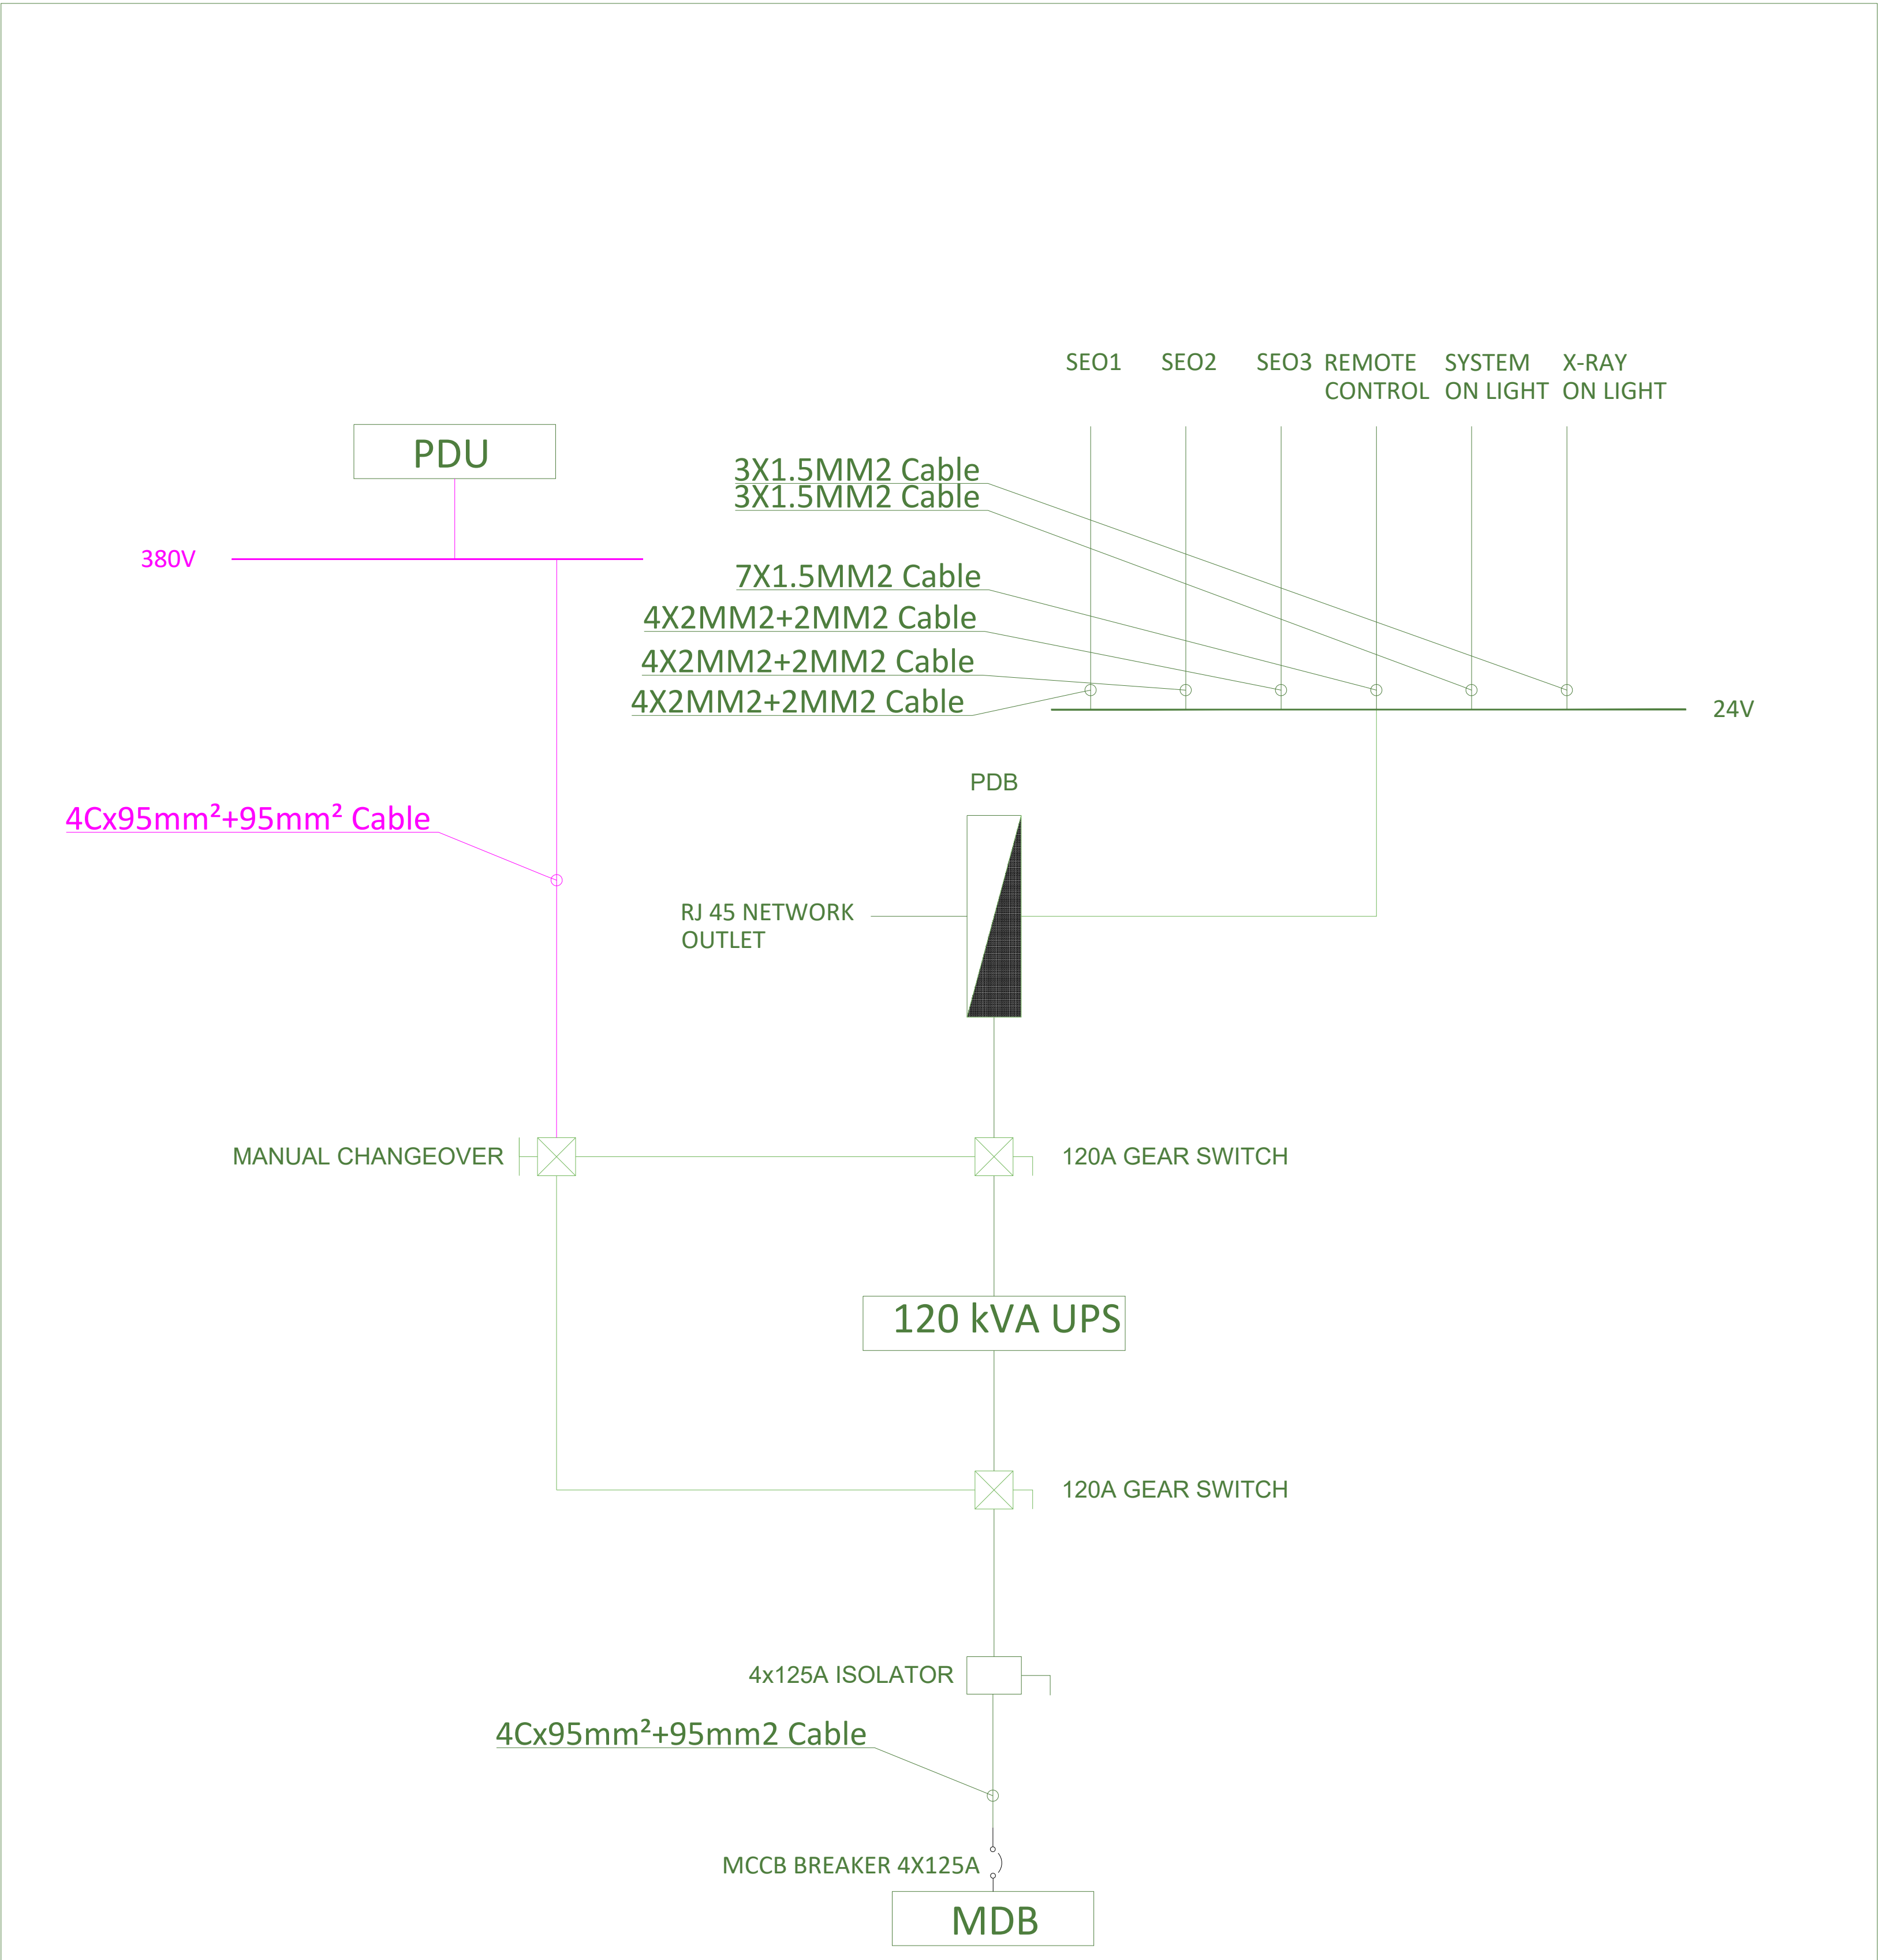 SEO1
SEO2
SEO3
REMOTE
CONTROL
SYSTEM
ON LIGHT
X-RAY
ON LIGHT
PDU
3X1.5MM2 Cable
3X1.5MM2 Cable
380V
7X1.5MM2 Cable
4X2MM2+2MM2 Cable
4X2MM2+2MM2 Cable
4X2MM2+2MM2 Cable
24V
PDB
4Cx95mm²+95mm² Cable
RJ 45 NETWORK
OUTLET
MANUAL CHANGEOVER
120A GEAR SWITCH
120 kVA UPS
120A GEAR SWITCH
4x125A ISOLATOR
4Cx95mm²+95mm2 Cable
MCCB BREAKER 4X125A
MDB